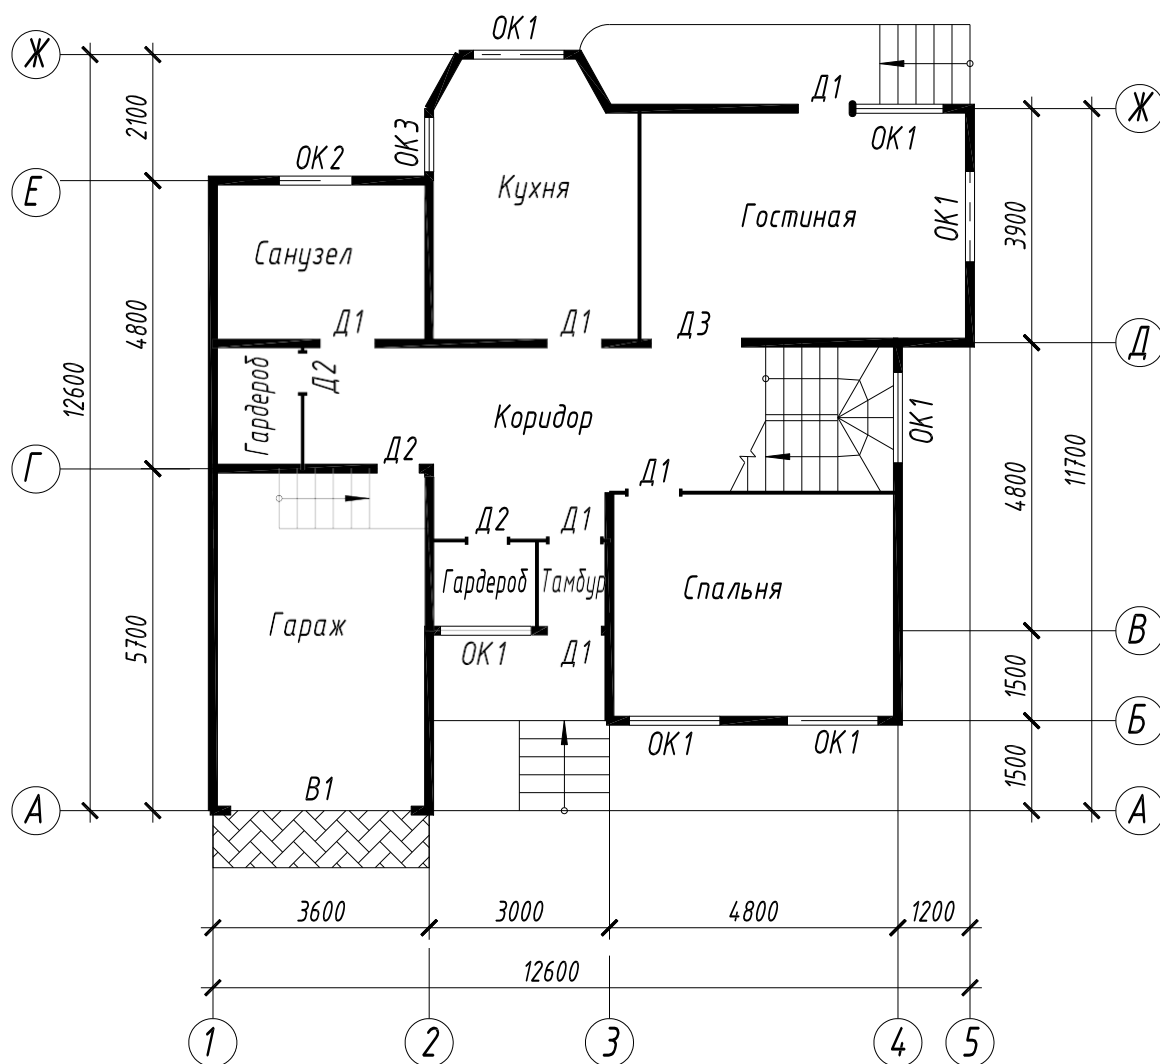 ОК1
Ж
Д1
Ж
2100
ОК3
ОК1
ОК2
Е
Кухня
Гостиная
ОК1
3900
Санузел
4800
Д1
Д1
Д3
Д
12600
Гардероб
Д2
Коридор
ОК1
Г
Д2
Д1
4800
11700
Д2
Д1
Гардероб
Тамбур
Спальня
Гараж
5700
В
ОК1
Д1
1500
Б
ОК1
ОК1
1500
В1
А
А
3600
3000
4800
1200
12600
1
2
3
4
5